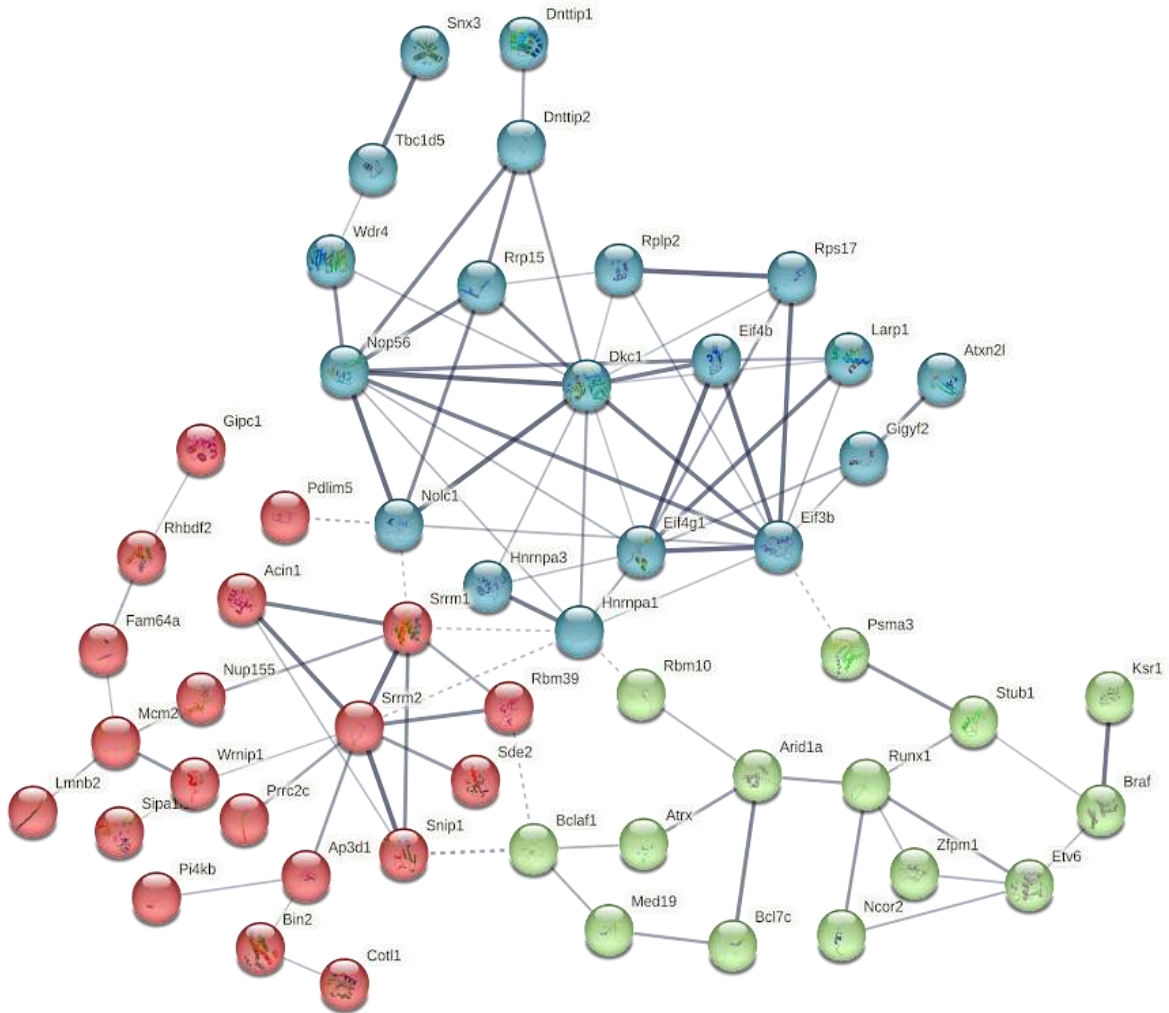 Dnttip1
Snx3
Dnttip2
Tbc1d5
Wdr4
Rplp2
Rps17
Rrp15
Eif4b
Larp1
Nop56
Dkc1
Atxn2l
Gipc1
Gigyf2
Pdlim5
Nolc1
Eif4g1
Eif3b
Rhbdf2
Hnrnpa3
Acin1
Srrm1
Hnrnpa1
Fam64a
Psma3
Nup155
Rbm10
Ksr1
Rbm39
Srrm2
Stub1
Mcm2
Arid1a
Wrnip1
Sde2
Runx1
Lmnb2
Braf
Prrc2c
Atrx
Snip1
Bclaf1
Zfpm1
Ap3d1
Etv6
Pi4kb
Med19
Ncor2
Bin2
Bcl7c
Cotl1